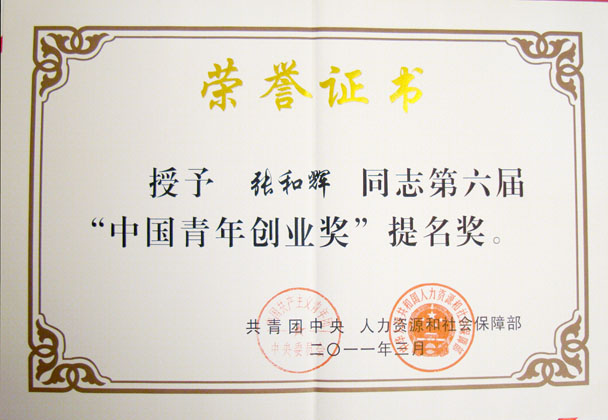 荣誉证书
授予 张和辉 同志第六届
“中国青年创业奖”提名奖。
共青团中央 人力资源和社会保障部
二〇一一年三月